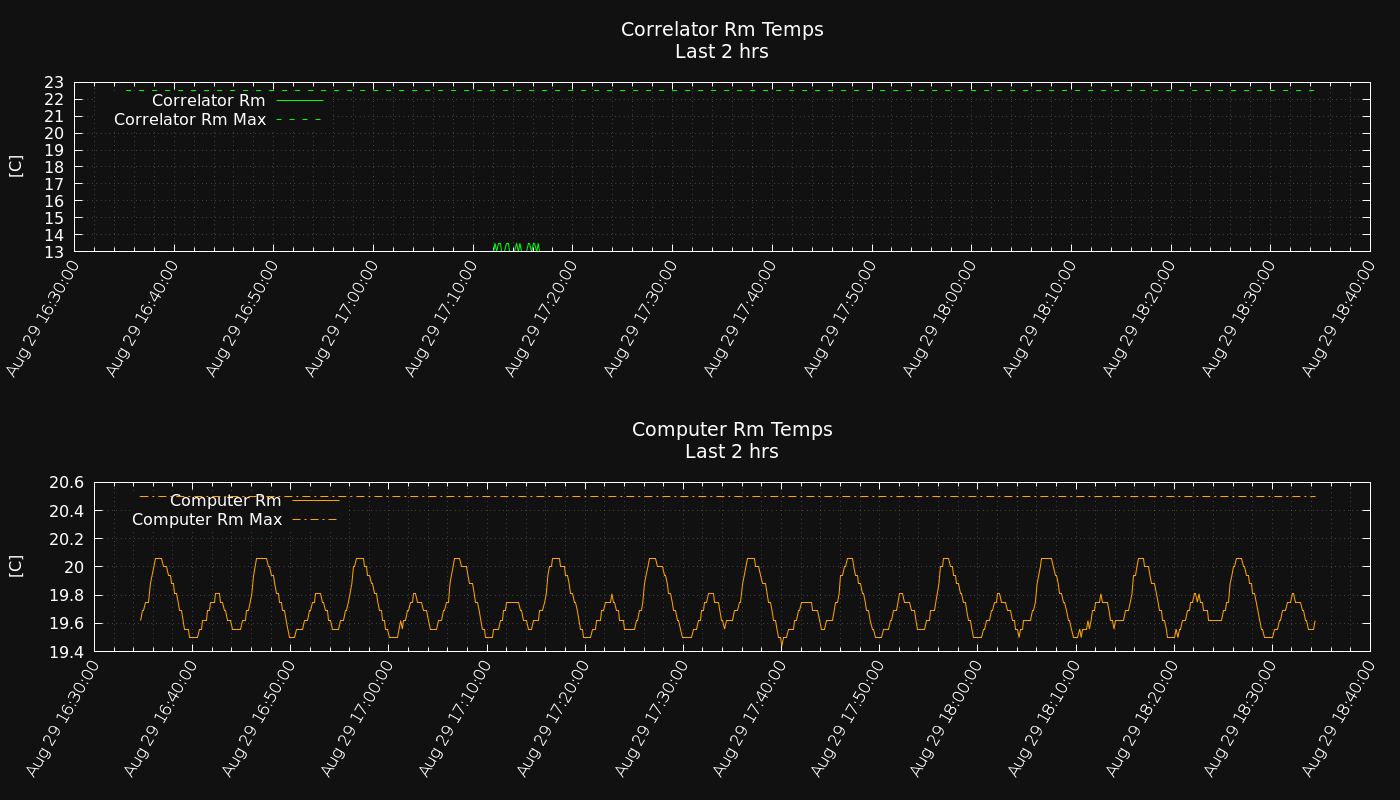 Correlator Rm Temps
Last 2 hrs
23
22
21
20
19
18
17
16
15
14
13
[C]
Correlator Rm
Correlator Rm Max
Aug 29 16:30:00
Aug 29 16:40:00
Aug 29 16:50:00
Aug 29 17:00:00
Aug 29 17:10:00
Aug 29 17:20:00
Aug 29 17:30:00
Aug 29 17:40:00
Aug 29 17:50:00
Aug 29 18:00:00
Aug 29 18:10:00
Aug 29 18:20:00
Aug 29 18:30:00
Aug 29 18:40:00
Computer Rm Temps
Last 2 hrs
20.6
20.4
20.2
20
19.8
19.6
19.4
[C]
Computer Rm
Computer Rm Max
Aug 29 16:30:00
Aug 29 16:40:00
Aug 29 16:50:00
Aug 29 17:00:00
Aug 29 17:10:00
Aug 29 17:20:00
Aug 29 17:30:00
Aug 29 17:40:00
Aug 29 17:50:00
Aug 29 18:00:00
Aug 29 18:10:00
Aug 29 18:20:00
Aug 29 18:30:00
Aug 29 18:40:00